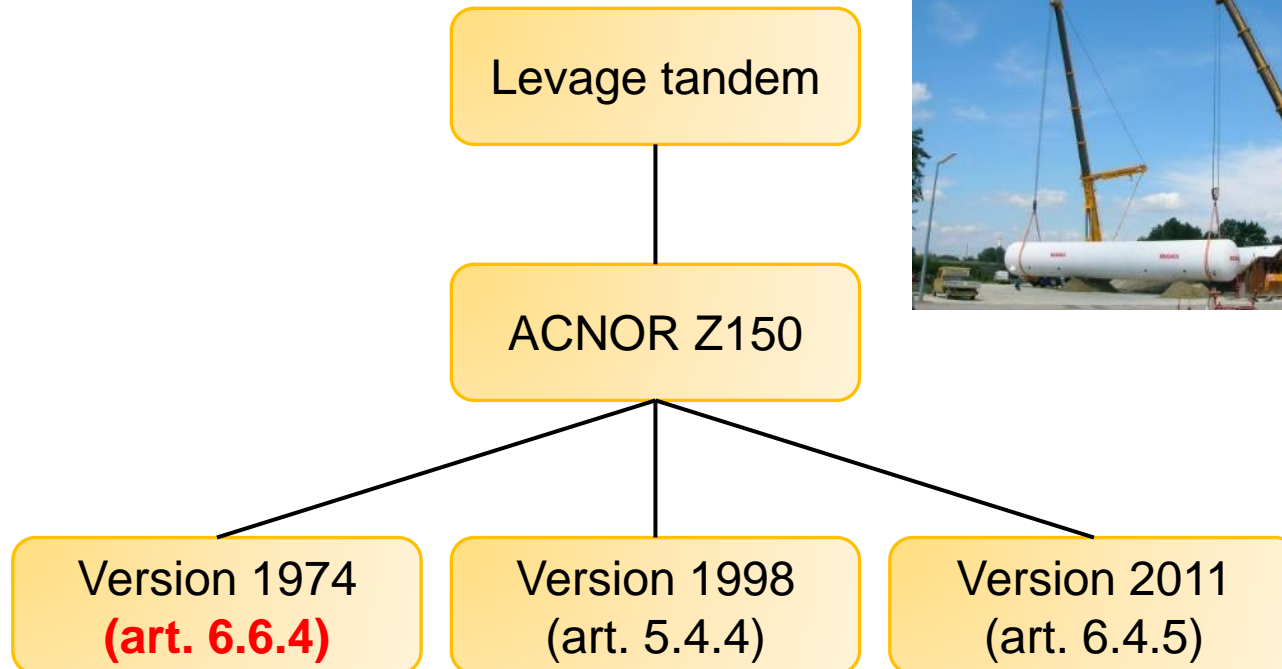 Levage tandem
ACNOR Z150
Version 1974
(art. 6.6.4)
Version 1998
(art. 5.4.4)
Version 2011
(art. 6.4.5)